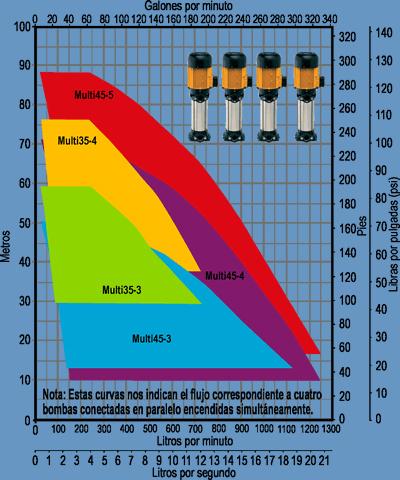 Galones por minuto
0 20 40 60 80 100 120 140 160 180 200 220 240 260 280 300 320 340
Metros
100
90
80
70
60
50
40
30
20
10
0
Multi45-5
Multi35-4
Multi45-4
Multi35-3
Multi45-3
Nota: Estas curvas nos indican el flujo correspondiente a cuatro
bombas conectadas en paralelo encendidas simultáneamente.
320
300
280
260
240
220
200
180
160
140
120
100
80
60
40
20
0
Pies
140
130
120
110
100
90
80
70
60
50
40
30
20
10
0
Libras por pulgadas (psi)
0 100 200 300 400 500 600 700 800 900 1000 1100 1200 1300
Litros por minuto
0 1 2 3 4 5 6 7 8 9 10 11 12 13 14 15 16 17 18 19 20 21
Litros por segundo